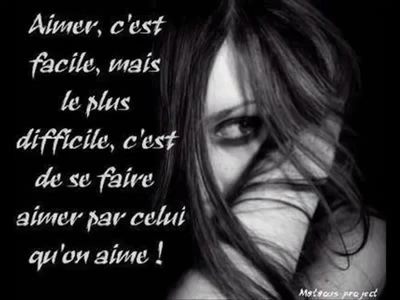 Aimer, c'est
facile, mais
le plus
difficile, c'est
de se faire
aimer par celui
qu'on aime !